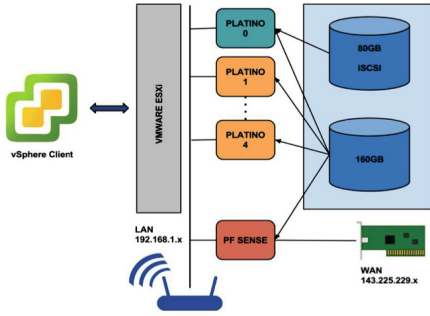 PLATINO
0
80GB
iSCSI
PLATINO
1
VMWARE ESXi
vSphere Client
PLATINO
4
160GB
LAN
192.168.1.x
PF SENSE
WAN
143.225.229.x